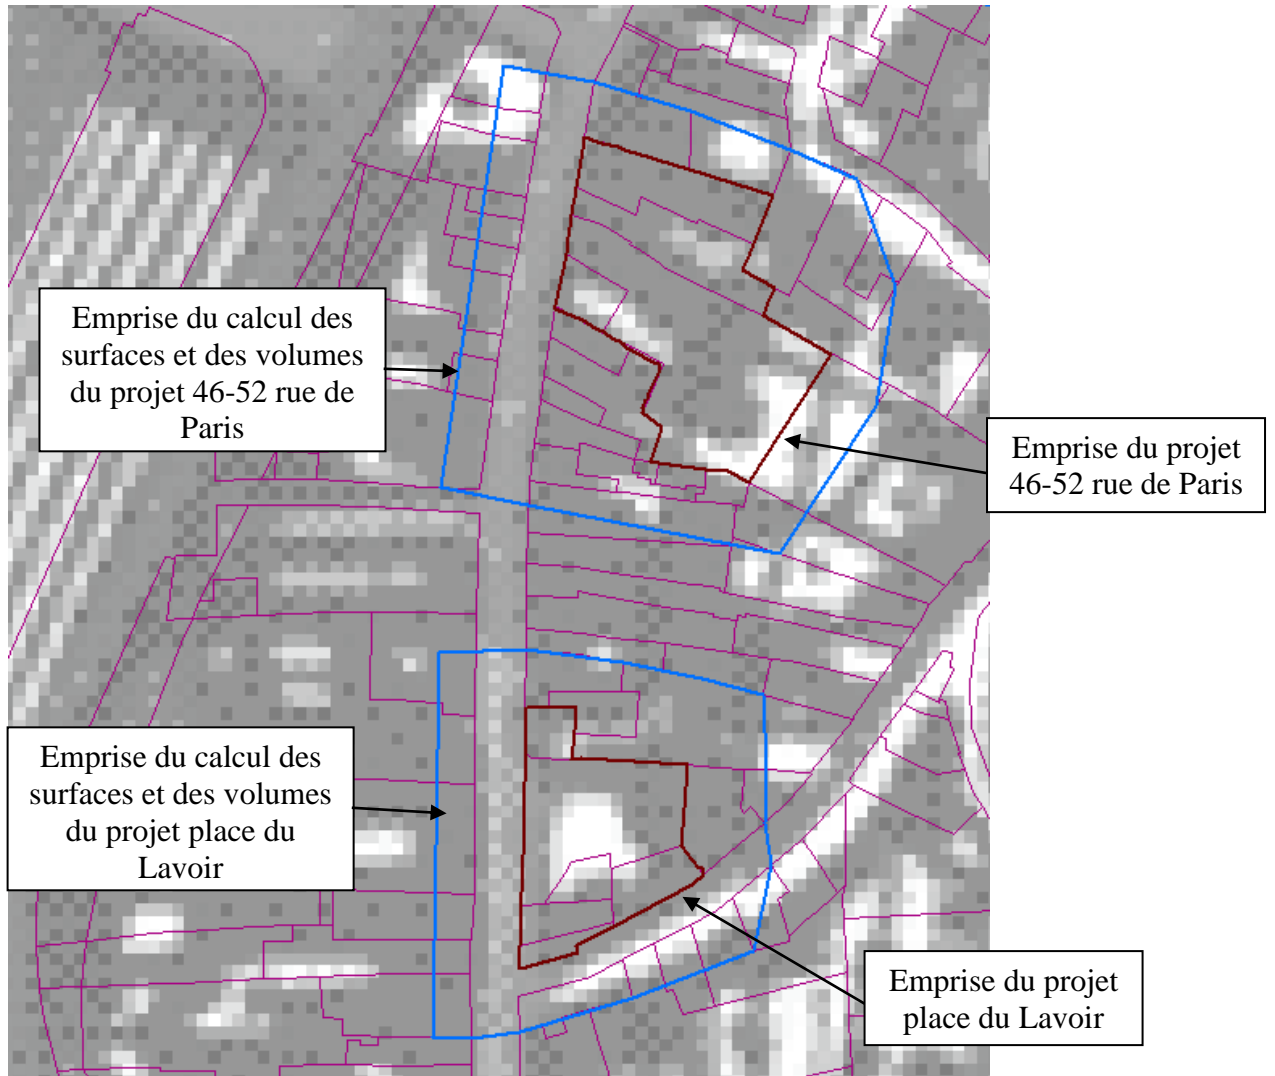 Emprise du calcul des
surfaces et des volumes
du projet 46-52 rue de
Paris
Emprise du projet
46-52 rue de Paris
Emprise du calcul des
surfaces et des volumes
du projet place du
Lavoir
Emprise du projet
place du Lavoir